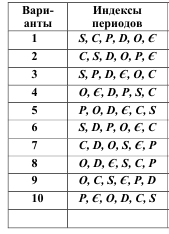 Вари- Индексы
анты периодов
1 S, C, P, D, O, Є
2 C, S, D, O, P, Є
3 S, P, D, Є, O, C
4 O, Є, D, P, S, C
5 P, O, D, Є, C, S
6 S, D, P, O, Є, C
7 C, D, O, S, Є, P
8 O, D, Є, S, C, P
9 O, C, S, Є, P, D
10 P, Є, O, D, C, S